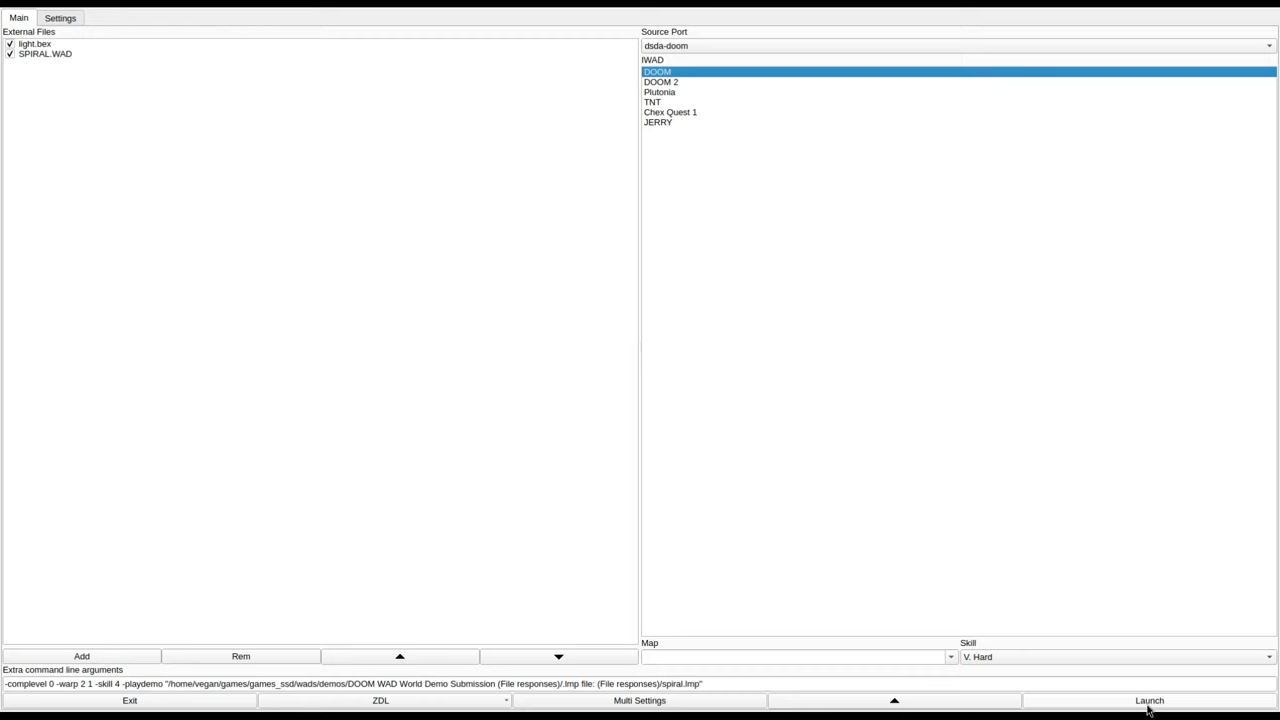 Main Settings
External Files
light.bex
SPIRAL.WAD
Source Port
dsda-doom
IWAD
DOOM
DOOM 2
Plutonia
TNT
Chex Quest 1
JERRY
Map
Skill
V. Hard
Add Rem
Extra command line arguments
-complevel 0 -warp 2 1 -skill 4 -playdemo "/home/vegan/games/games_ssd/wads/demos/DOOM WAD World Demo Submission (File responses)/.lmp file: (File responses)/spiral.lmp"
Exit ZDL Multi Settings Launch